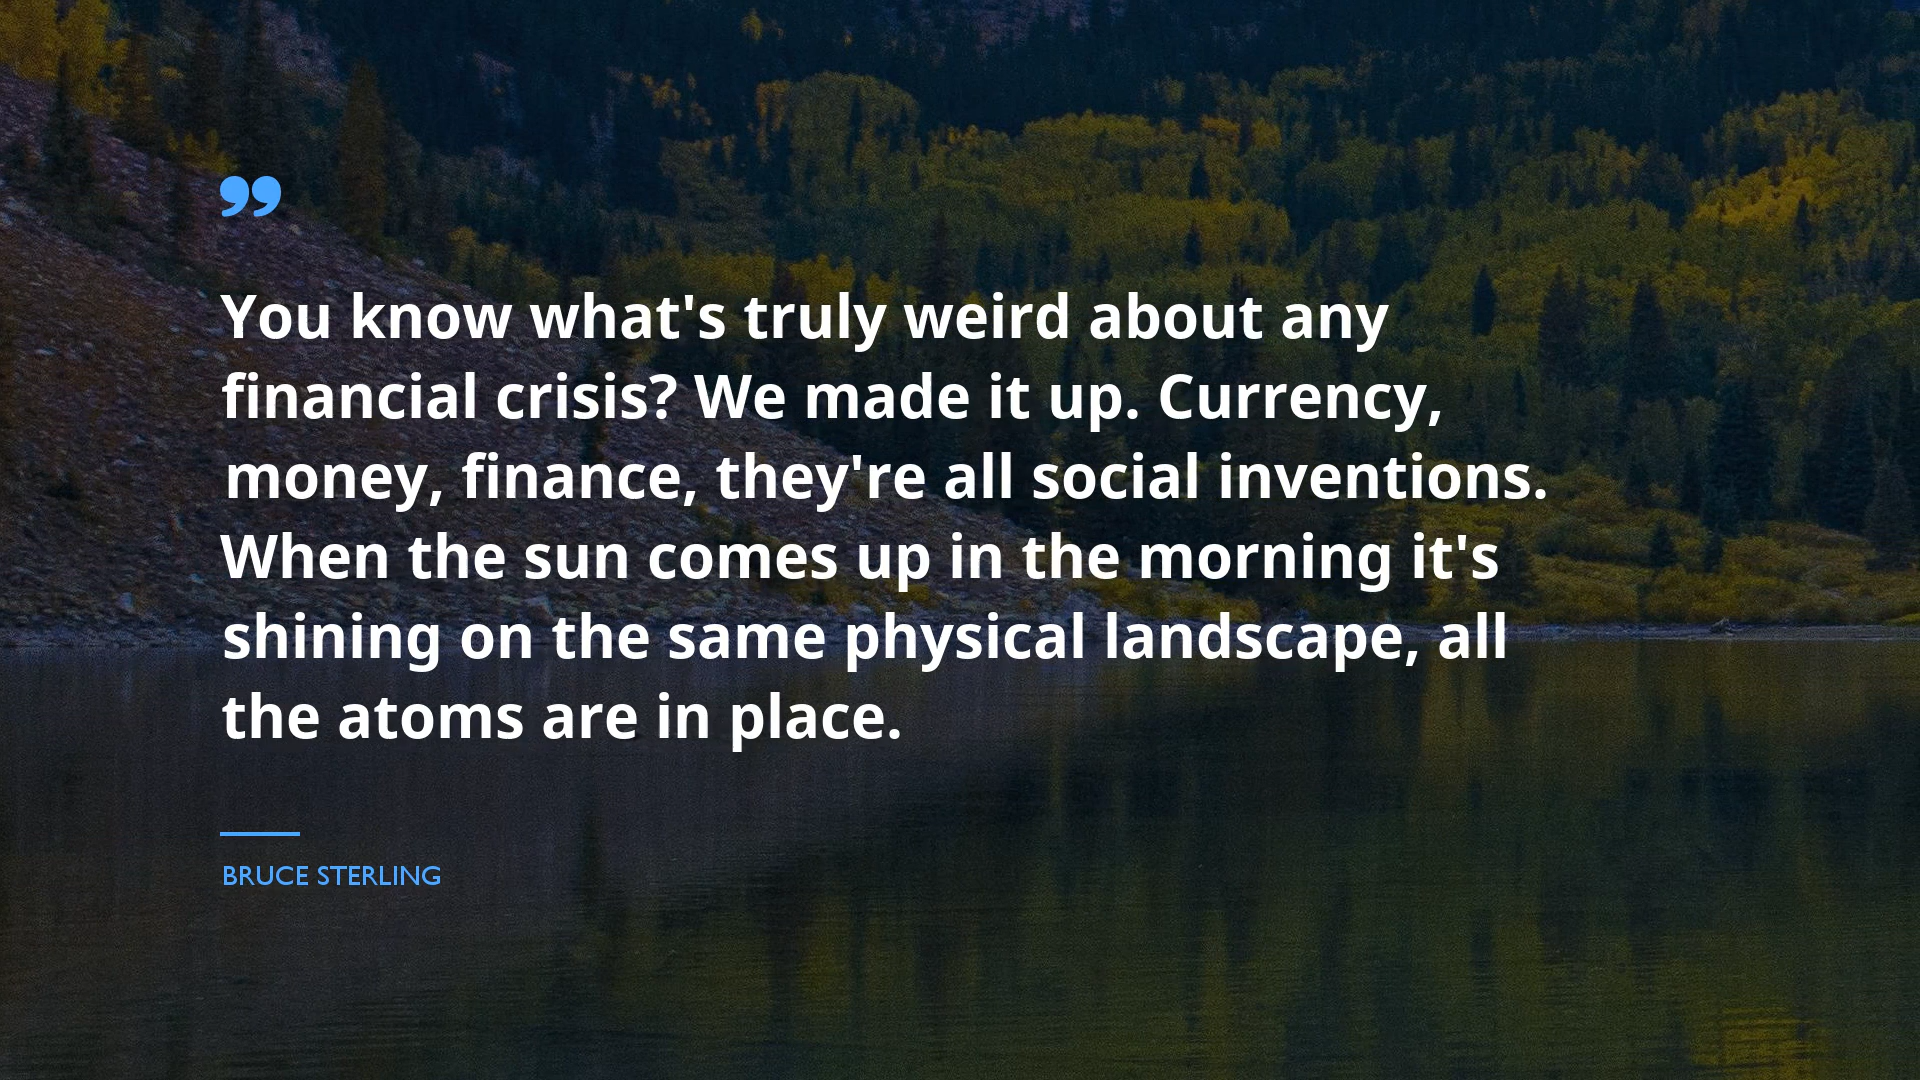 ”
You know what's truly weird about any
financial crisis? We made it up. Currency,
money, finance, they're all social inventions.
When the sun comes up in the morning it's
shining on the same physical landscape, all
the atoms are in place.
BRUCE STERLING